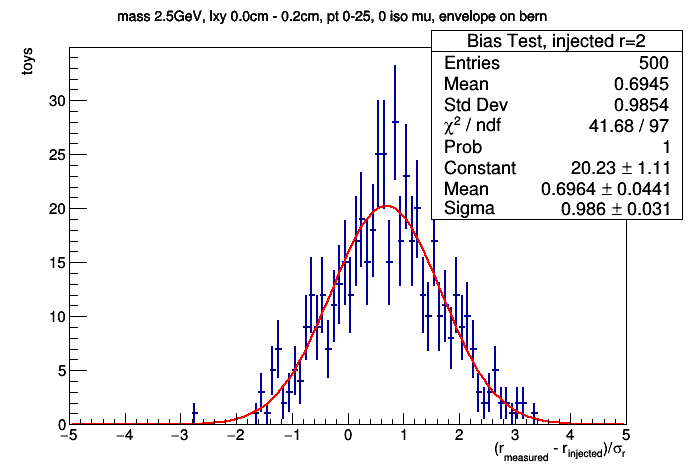 mass 2.5GeV, lxy 0.0cm - 0.2cm, pt 0-25, 0 iso mu, envelope on bern
Bias Test, injected r=2
Entries 500
Mean 0.6945
Std Dev 0.9854
χ² / ndf 41.68 / 97
Prob 1
Constant 20.23 ± 1.11
Mean 0.6964 ± 0.0441
Sigma 0.986 ± 0.031
toys
30
25
20
15
10
5
0
−5 −4 −3 −2 −1 0 1 2 3 4 5
(r_measured - r_injected)/σ_r